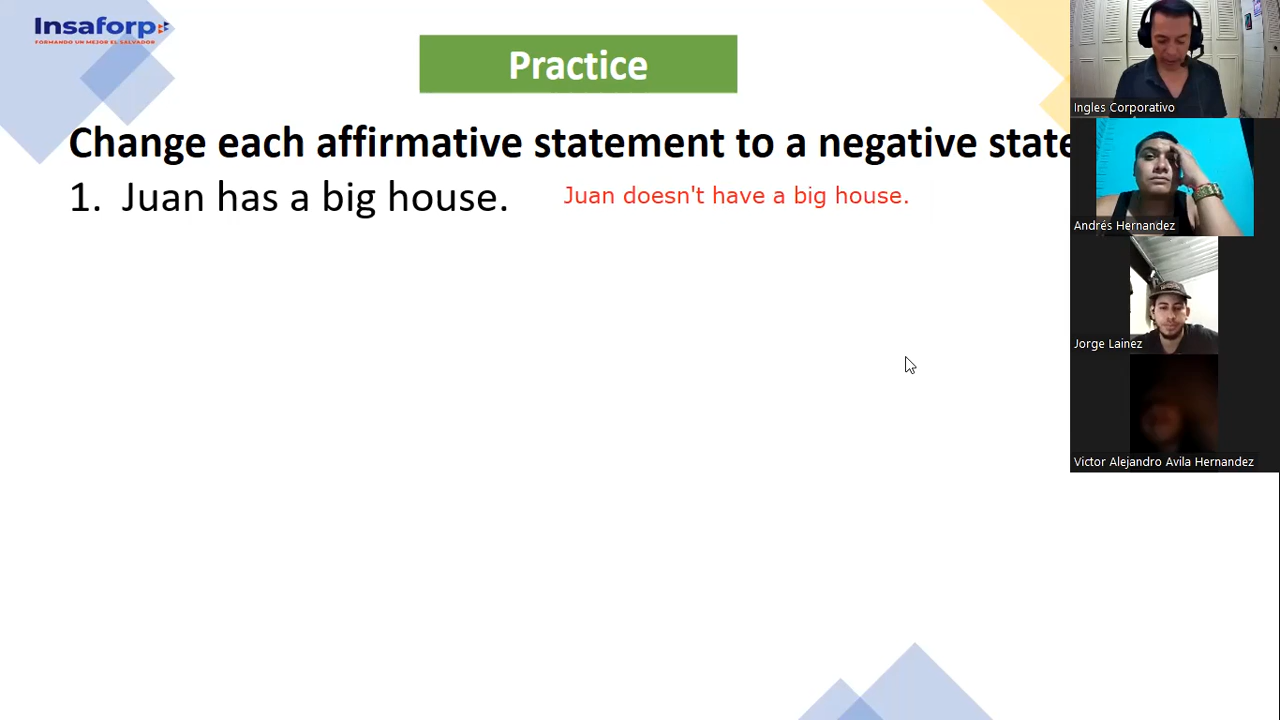 Insaforp
FORMANDO UN MEJOR EL SALVADOR
Practice
Change each affirmative statement to a negative state
1. Juan has a big house.
Juan doesn't have a big house.
Ingles Corporativo
Andrés Hernandez
Jorge Lainez
Victor Alejandro Avila Hernandez